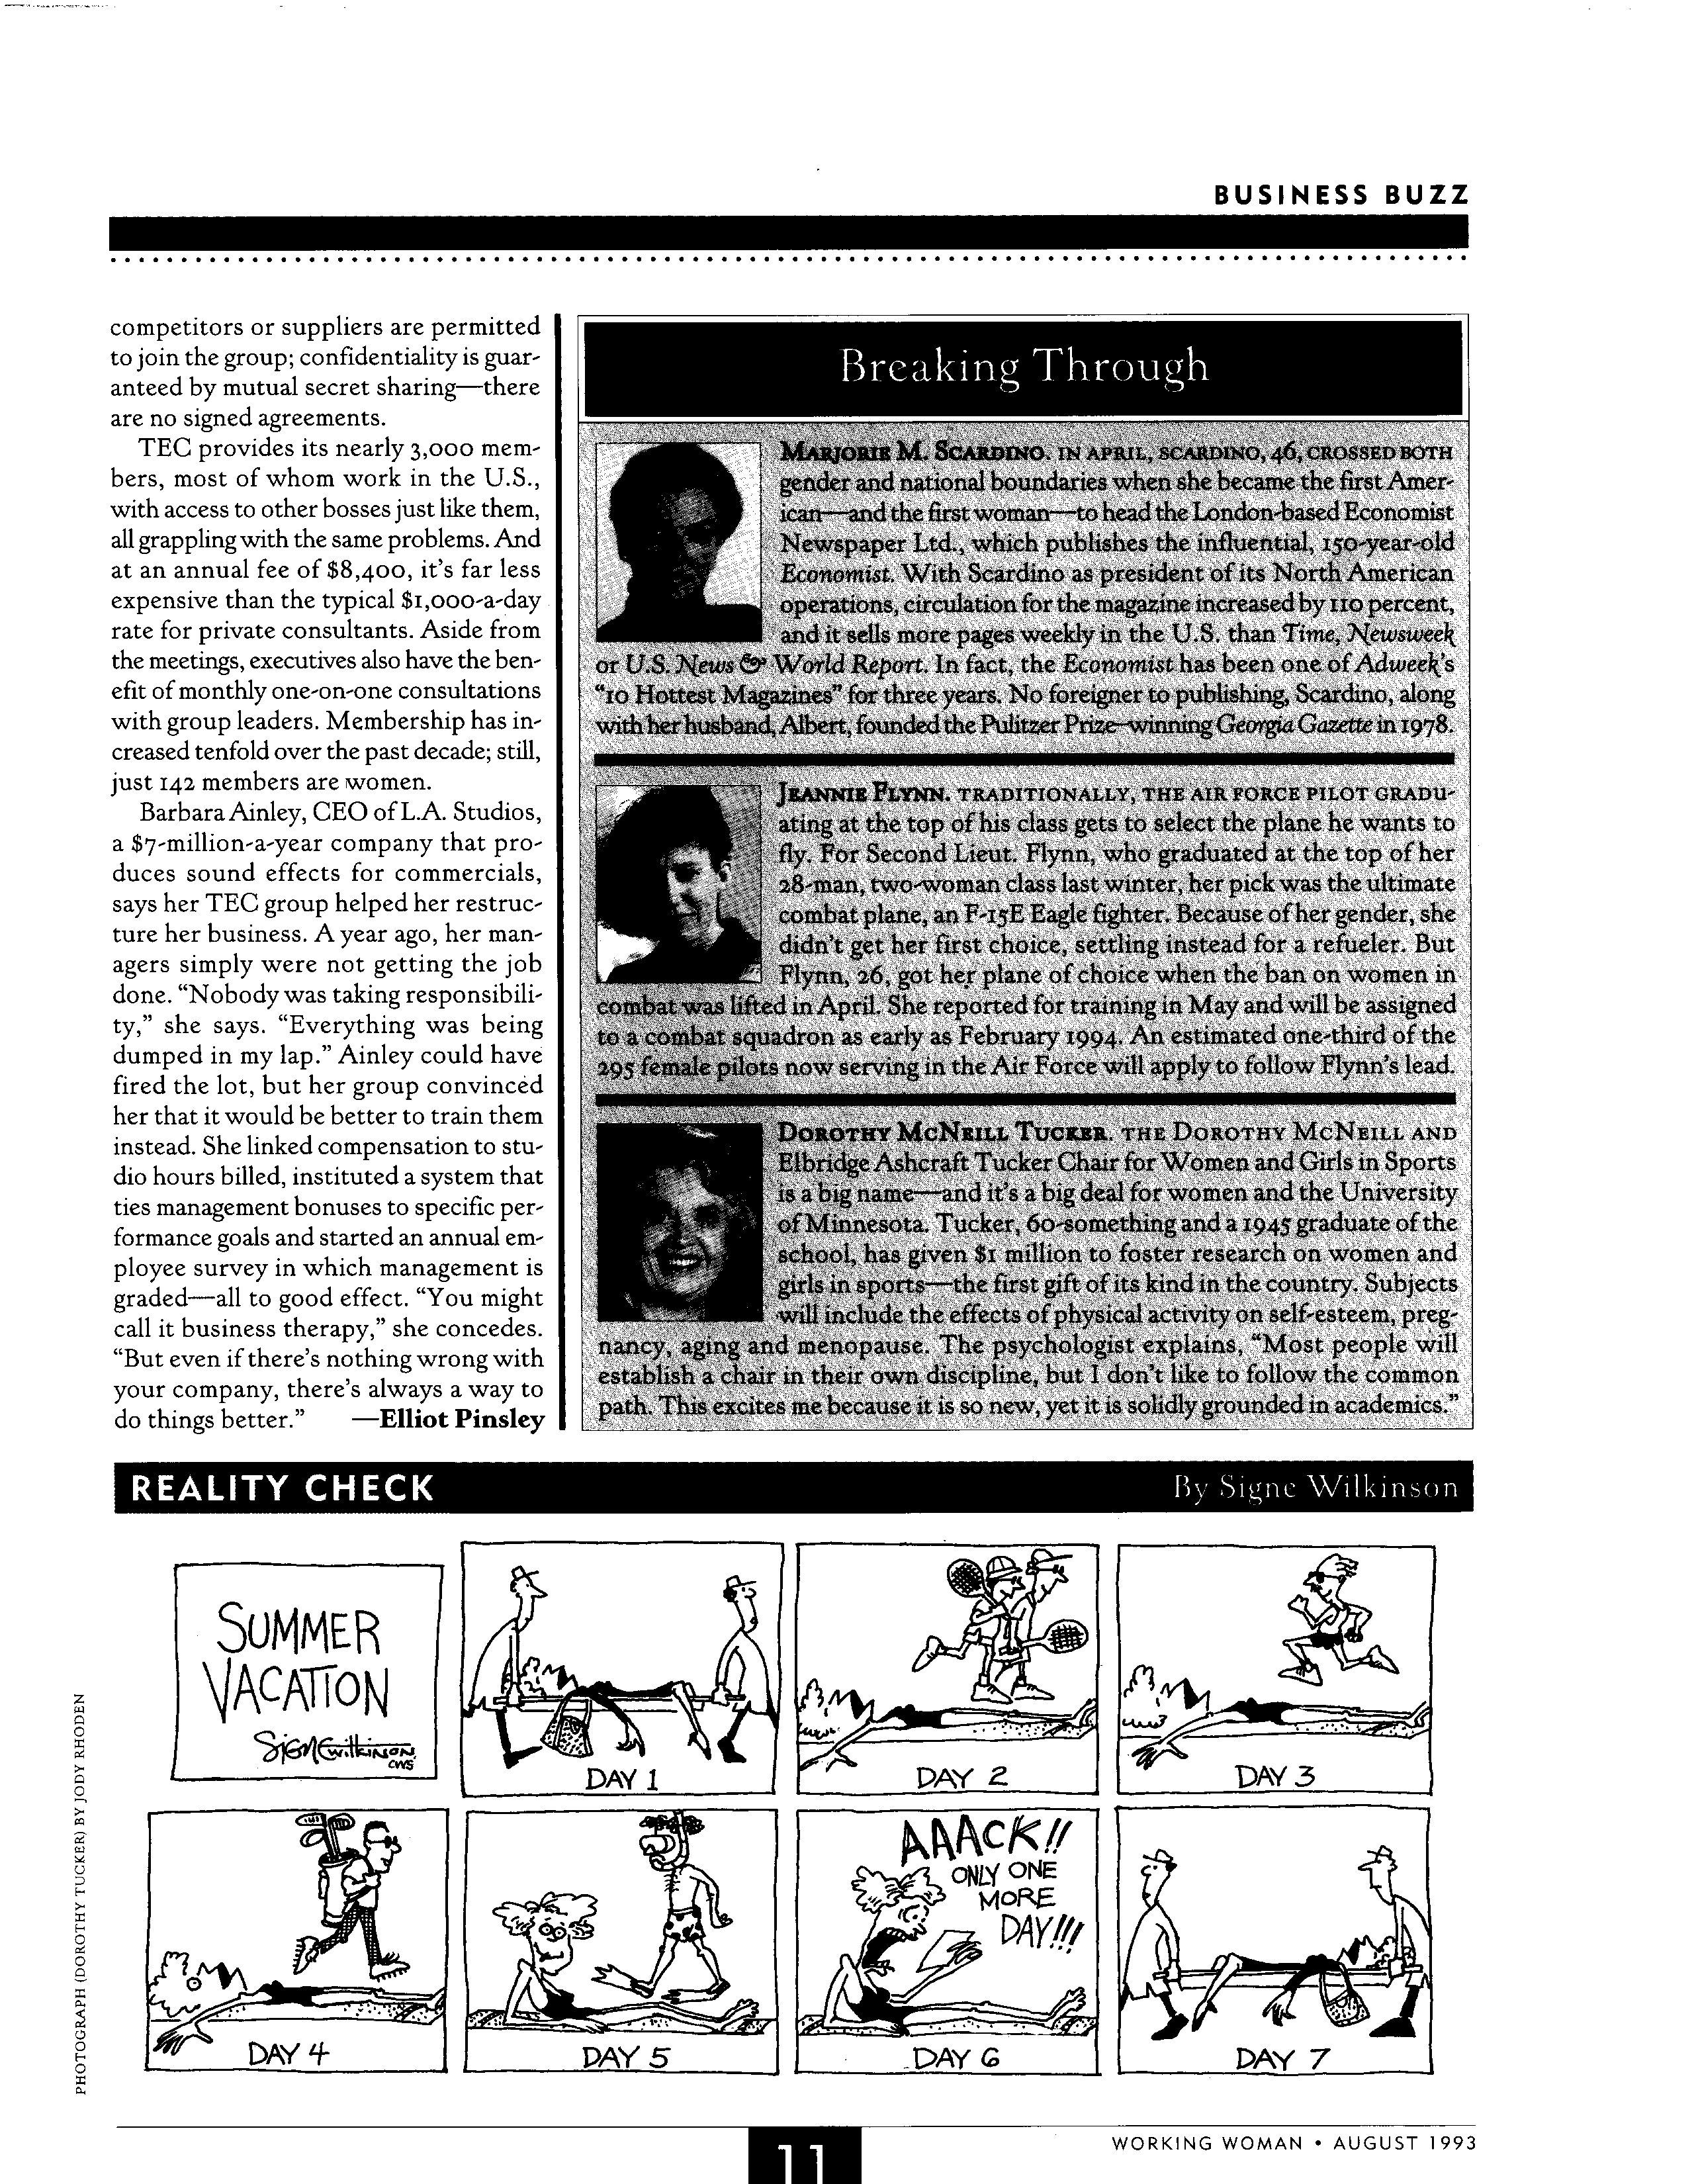 BUSINESS BUZZ
competitors or suppliers are permitted
to join the group; confidentiality is guar-
anteed by mutual secret sharing—there
are no signed agreements.
TEC provides its nearly 3,000 mem-
bers, most of whom work in the U.S.,
with access to other bosses just like them,
all grappling with the same problems. And
at an annual fee of $8,400, it's far less
expensive than the typical $1,000-a-day
rate for private consultants. Aside from
the meetings, executives also have the ben-
efit of monthly one-on-one consultations
with group leaders. Membership has in-
creased tenfold over the past decade; still,
just 142 members are women.
Barbara Ainley, CEO of L.A. Studios,
a $7-million-a-year company that pro-
duces sound effects for commercials,
says her TEC group helped her restruc-
ture her business. A year ago, her man-
agers simply were not getting the job
done. “Nobody was taking responsibili-
ty,” she says. “Everything was being
dumped in my lap.” Ainley could have
fired the lot, but her group convinced
her that it would be better to train them
instead. She linked compensation to stu-
dio hours billed, instituted a system that
ties management bonuses to specific per-
formance goals and started an annual em-
ployee survey in which management is
graded—all to good effect. “You might
call it business therapy,” she concedes.
“But even if there's nothing wrong with
your company, there's always a way to
do things better.” —Elliot Pinsley
Breaking Through
MARJORIE M. SCARDINO. IN APRIL, SCARDINO, 46, CROSSED BOTH
gender and national boundaries when she became the first Amer-
ican—and the first woman—to head the London-based Economist
Newspaper Ltd., which publishes the influential, 150-year-old
Economist. With Scardino as president of its North American
operations, circulation for the magazine increased by 110 percent,
and it sells more pages weekly in the U.S. than Time, Newsweek
or U.S. News & World Report. In fact, the Economist has been one of Adweek's
“10 Hottest Magazines” for three years. No foreigner to publishing, Scardino, along
with her husband, Albert, founded the Pulitzer Prize–winning Georgia Gazette in 1978.
JEANNIE FLYNN. TRADITIONALLY, THE AIR FORCE PILOT GRADU-
ating at the top of his class gets to select the plane he wants to
fly. For Second Lieut. Flynn, who graduated at the top of her
28-man, two-woman class last winter, her pick was the ultimate
combat plane, an F-15E Eagle fighter. Because of her gender, she
didn't get her first choice, settling instead for a refueler. But
Flynn, 26, got her plane of choice when the ban on women in
combat was lifted in April. She reported for training in May and will be assigned
to a combat squadron as early as February 1994. An estimated one-third of the
295 female pilots now serving in the Air Force will apply to follow Flynn's lead.
DOROTHY MCNEILL TUCKER. THE DOROTHY MCNEILL AND
Elbridge Ashcraft Tucker Chair for Women and Girls in Sports
is a big name—and it's a big deal for women and the University
of Minnesota. Tucker, 60-something and a 1945 graduate of the
school, has given $1 million to foster research on women and
girls in sports—the first gift of its kind in the country. Subjects
will include the effects of physical activity on self-esteem, preg-
nancy, aging and menopause. The psychologist explains, “Most people will
establish a chair in their own discipline, but I don't like to follow the common
path. This excites me because it is so new, yet it is solidly grounded in academics.”
REALITY CHECK
By Signe Wilkinson
SUMMER
VACATION
SIGNE WILKINSON
CWS
DAY 1
DAY 2
DAY 3
DAY 4
DAY 5
AAACK!!
ONLY ONE
MORE
DAY!!!
DAY 6
DAY 7
PHOTOGRAPH (DOROTHY TUCKER) BY JODY RHODEN
11
WORKING WOMAN • AUGUST 1993